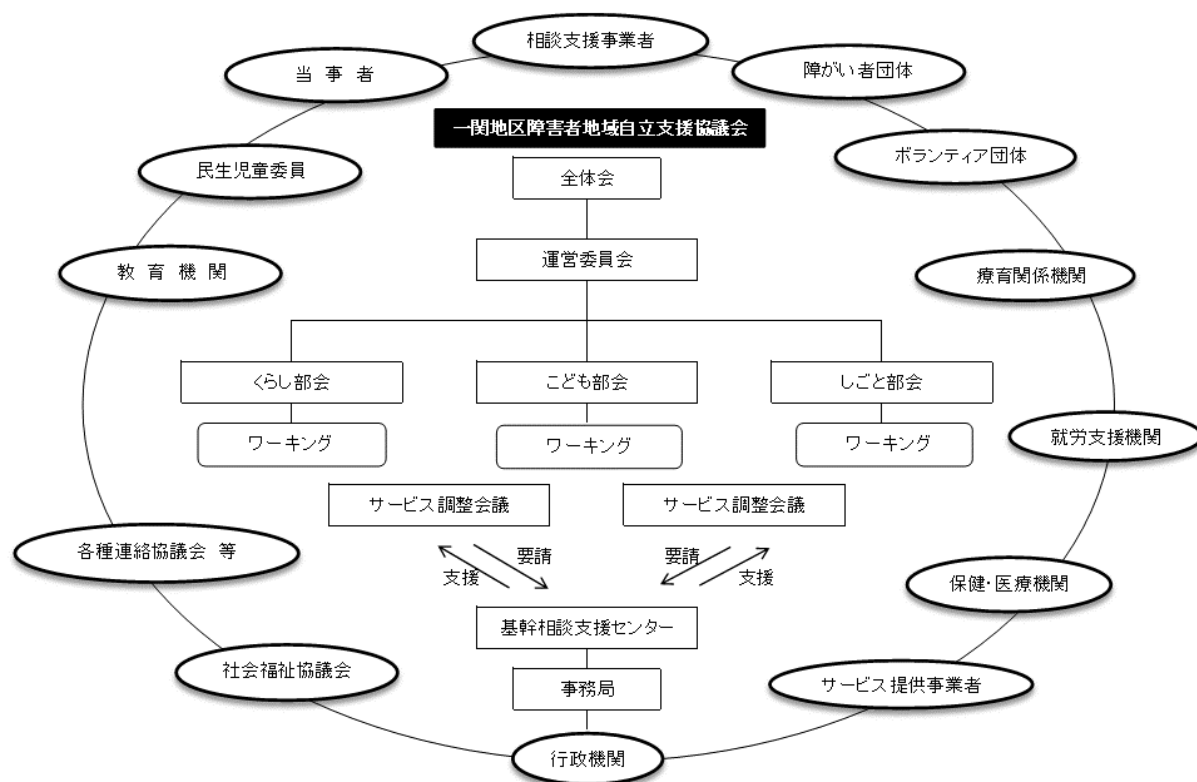 相談支援事業者
当 事 者
障がい者団体
一関地区障害者地域自立支援協議会
民生児童委員
ボランティア団体
全体会
運営委員会
教 育 機 関
療育関係機関
くらし部会
こども部会
しごと部会
ワーキング
ワーキング
ワーキング
就労支援機関
サービス調整会議
サービス調整会議
各種連絡協議会 等
要請
支援
要請
支援
保健・医療機関
基幹相談支援センター
社会福祉協議会
事務局
サービス提供事業者
行政機関